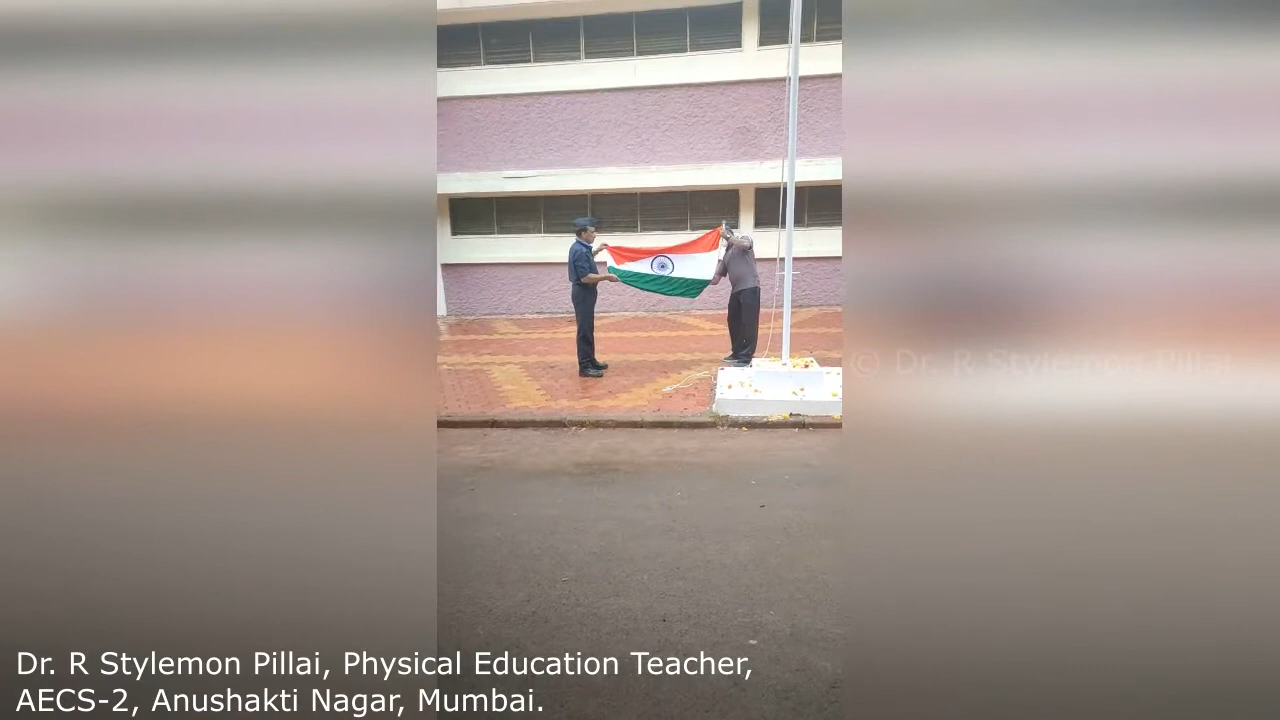 © Dr. R Stylemon Pillai
Dr. R Stylemon Pillai, Physical Education Teacher,
AECS-2, Anushakti Nagar, Mumbai.